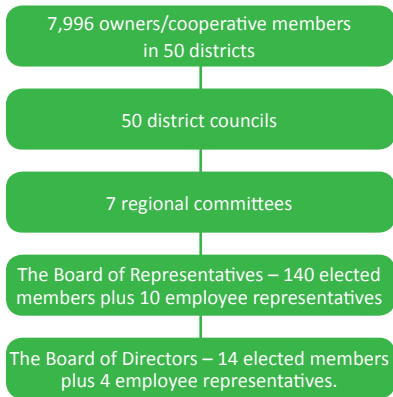 7,996 owners/cooperative members
in 50 districts
50 district councils
7 regional committees
The Board of Representatives – 140 elected
members plus 10 employee representatives
The Board of Directors – 14 elected members
plus 4 employee representatives.